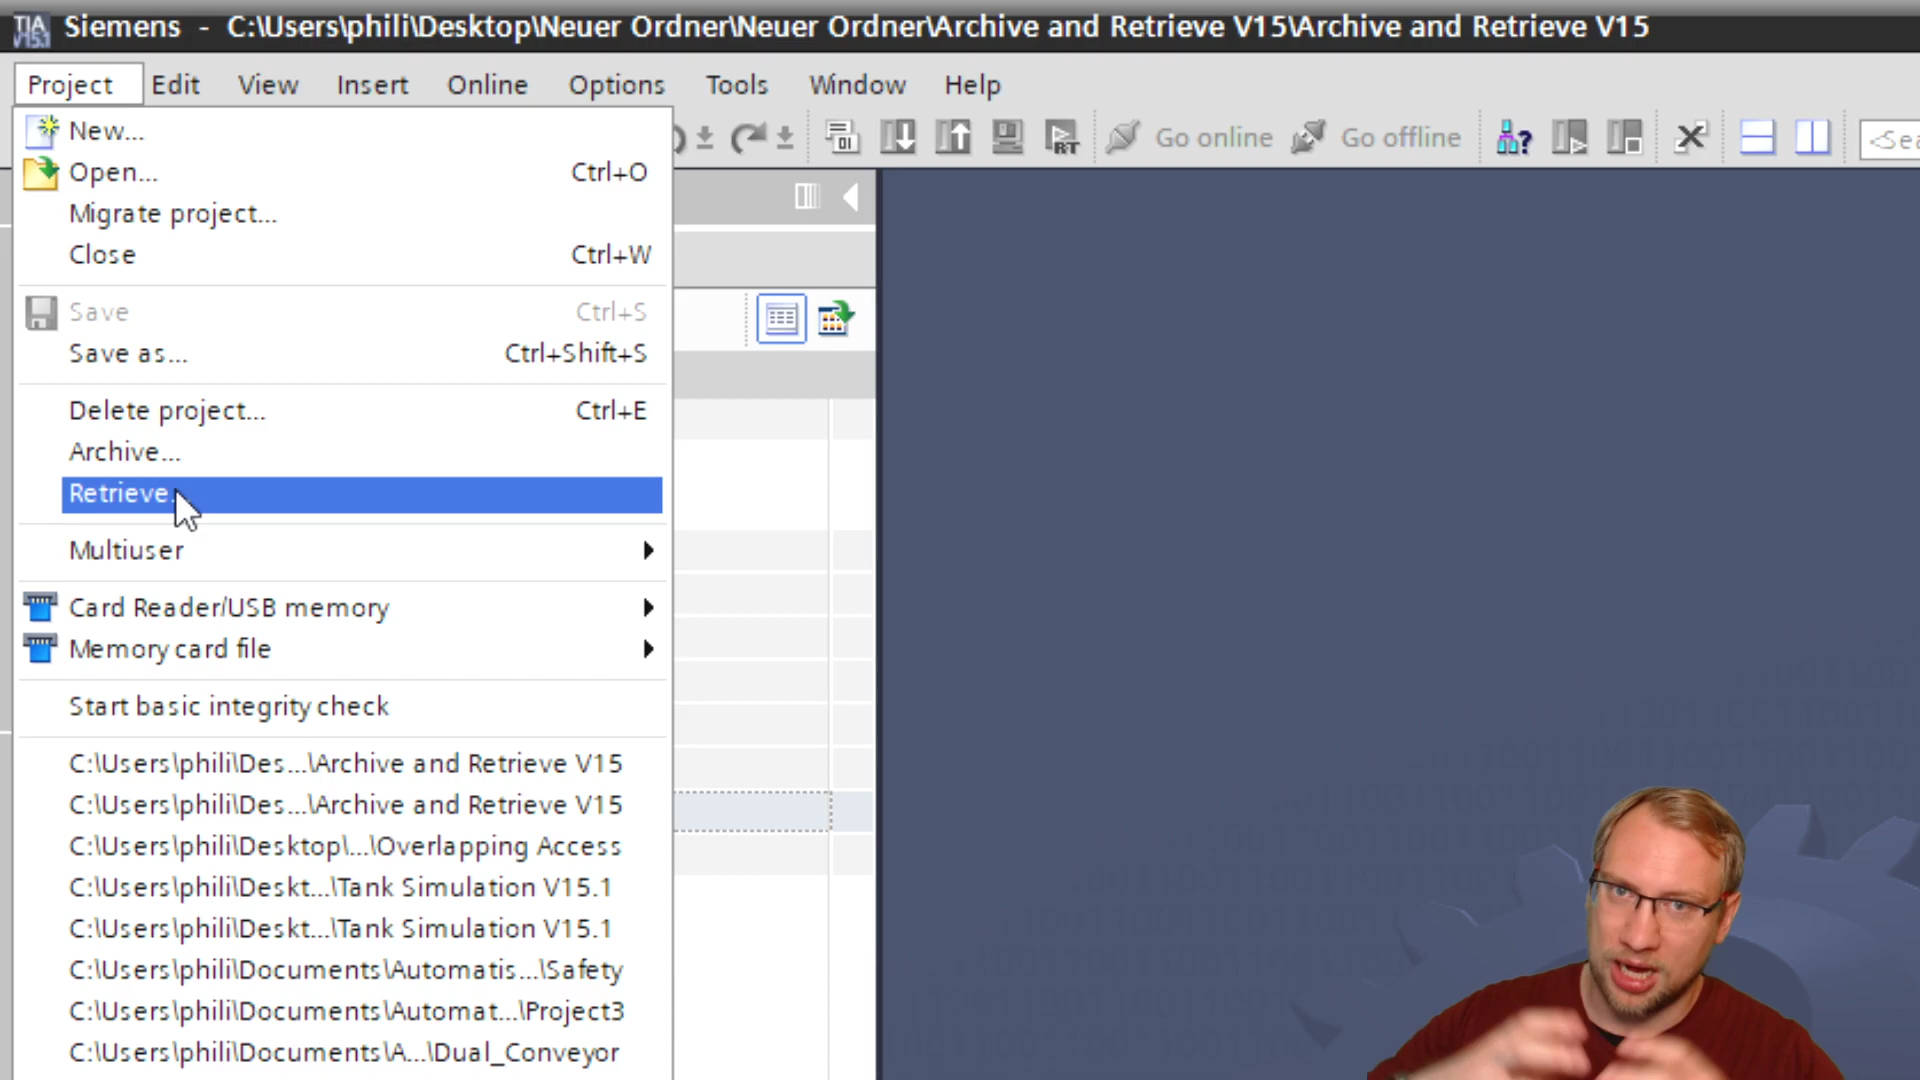 TIA
V15.1
Siemens - C:\Users\phili\Desktop\Neuer Ordner\Neuer Ordner\Archive and Retrieve V15\Archive and Retrieve V15
Project Edit View Insert Online Options Tools Window Help
New...
RT
Go online
Go offline
<Sea
Open... Ctrl+O
Migrate project...
Close Ctrl+W
Save Ctrl+S
Save as... Ctrl+Shift+S
Delete project... Ctrl+E
Archive...
Retrieve.
Multiuser
Card Reader/USB memory
Memory card file
Start basic integrity check
C:\Users\phili\Des...\Archive and Retrieve V15
C:\Users\phili\Des...\Archive and Retrieve V15
C:\Users\phili\Desktop\...\Overlapping Access
C:\Users\phili\Deskt...\Tank Simulation V15.1
C:\Users\phili\Deskt...\Tank Simulation V15.1
C:\Users\phili\Documents\Automatis...\Safety
C:\Users\phili\Documents\Automat...\Project3
C:\Users\phili\Documents\A...\Dual_Conveyor